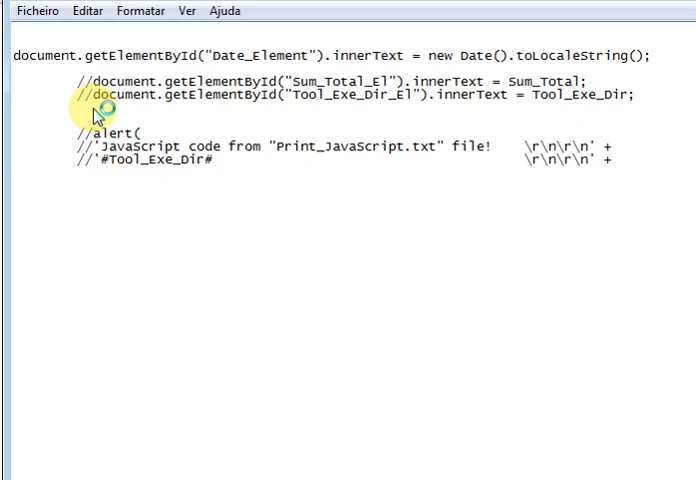 Ficheiro Editar Formatar Ver Ajuda
document.getElementById("Date_Element").innerText = new Date().toLocaleString();
//document.getElementById("Sum_Total_El").innerText = Sum_Total;
//document.getElementById("Tool_Exe_Dir_El").innerText = Tool_Exe_Dir;
//alert(
//'JavaScript code from "Print_JavaScript.txt" file! \r\n\r\n' +
//'#Tool_Exe_Dir# \r\n\r\n' +